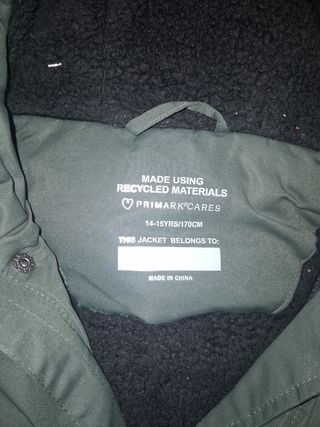 MADE USING
RECYCLED MATERIALS
PRIMARK®CARES
14-15YRS/170CM
THIS JACKET BELONGS TO:
MADE IN CHINA